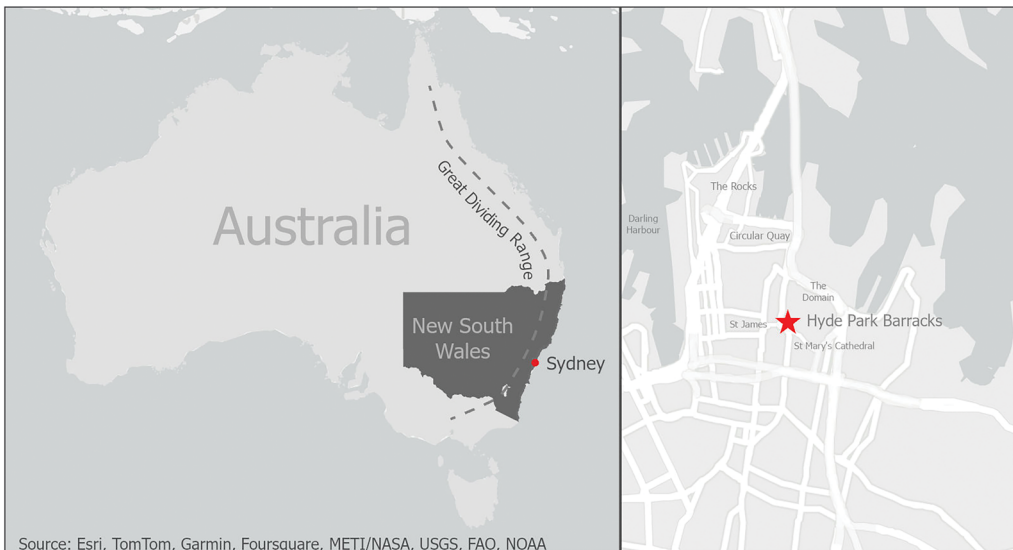 Australia
Great Dividing Range
New South
Wales
Sydney
Source: Esri, TomTom, Garmin, Foursquare, METI/NASA, USGS, FAO, NOAA
The Rocks
Darling
Harbour
Circular Quay
The
Domain
St James
Hyde Park Barracks
St Mary's Cathedral